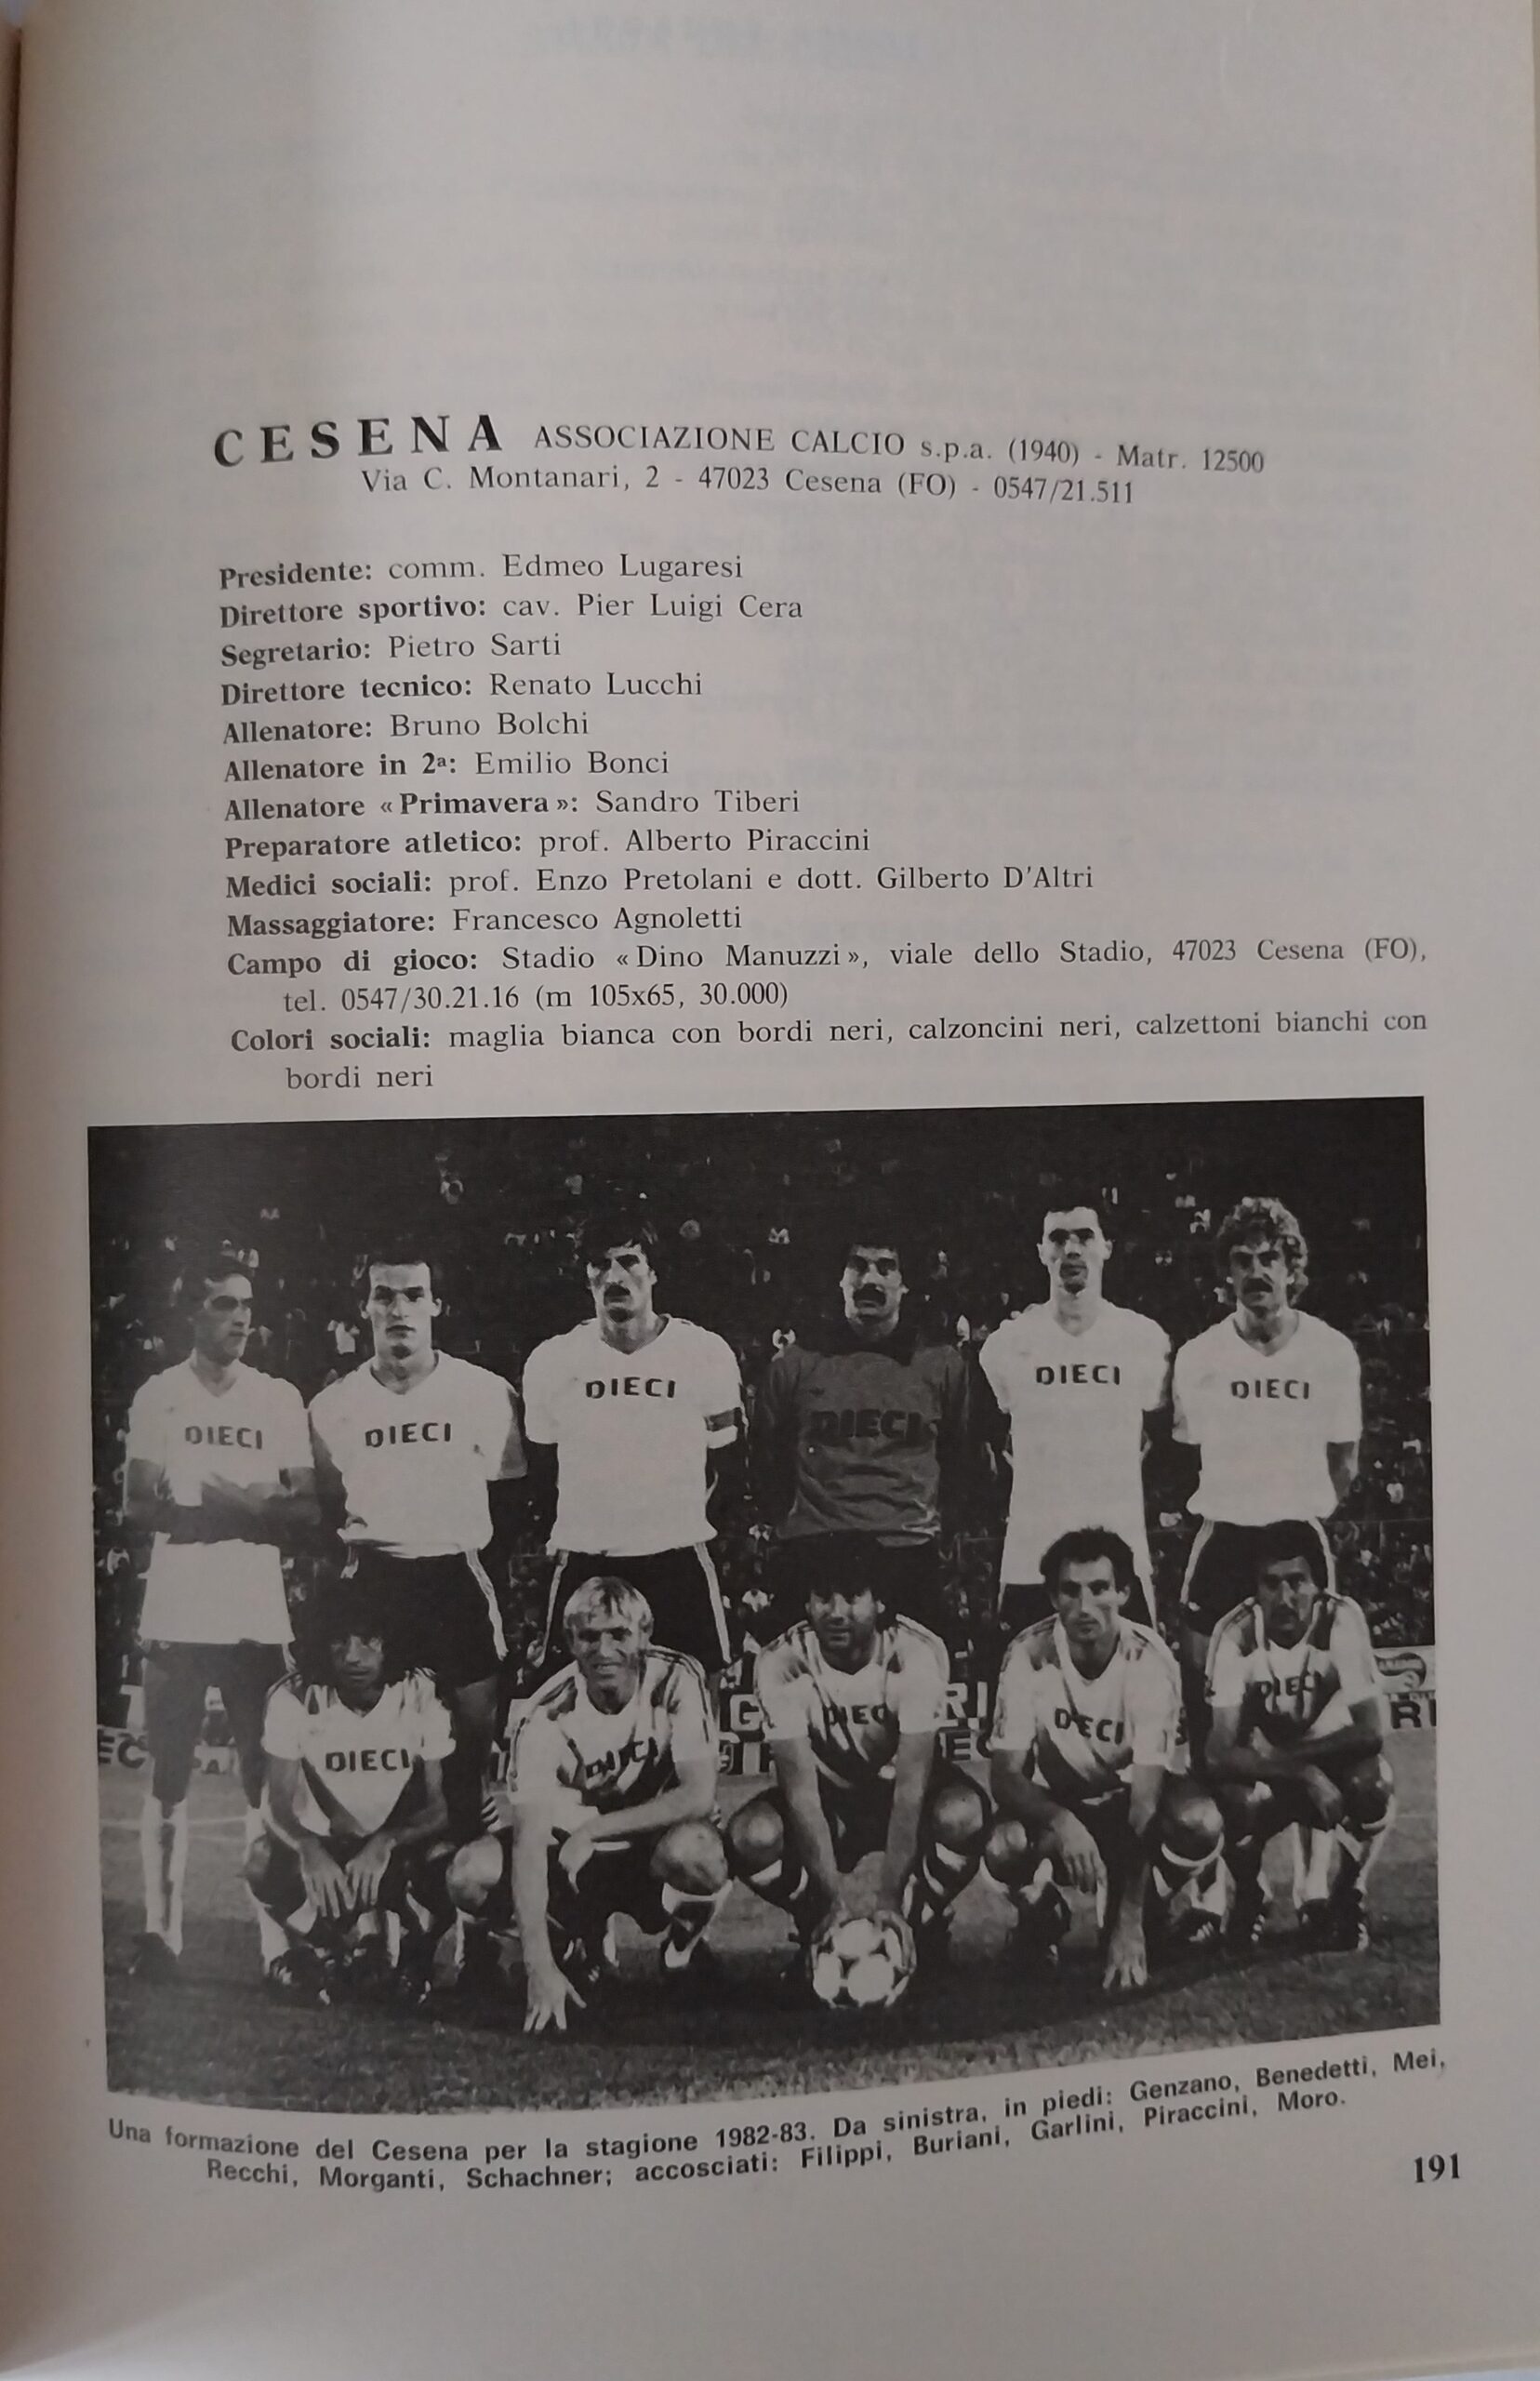 CESENA ASSOCIAZIONE CALCIO s.p.a. (1940) - Matr. 12500
Via C. Montanari, 2 - 47023 Cesena (FO) - 0547/21.511
Presidente: comm. Edmeo Lugaresi
Direttore sportivo: cav. Pier Luigi Cera
Segretario: Pietro Sarti
Direttore tecnico: Renato Lucchi
Allenatore: Bruno Bolchi
Allenatore in 2ª: Emilio Bonci
Allenatore «Primavera»: Sandro Tiberi
Preparatore atletico: prof. Alberto Piraccini
Medici sociali: prof. Enzo Pretolani e dott. Gilberto D'Altri
Massaggiatore: Francesco Agnoletti
Campo di gioco: Stadio «Dino Manuzzi», viale dello Stadio, 47023 Cesena (FO),
tel. 0547/30.21.16 (m 105x65, 30.000)
Colori sociali: maglia bianca con bordi neri, calzoncini neri, calzettoni bianchi con
bordi neri
DIECI DIECI DIECI DIECI DIECI DIECI
DIECI DIECI DIECI DIECI DIECI
Una formazione del Cesena per la stagione 1982-83. Da sinistra, in piedi: Genzano, Benedetti, Mei,
Recchi, Morganti, Schachner; accosciati: Filippi, Buriani, Garlini, Piraccini, Moro.
191